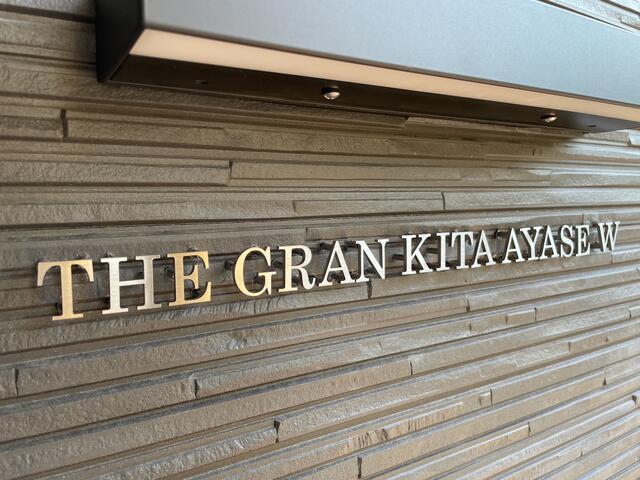 THE GRAN KITA AYASE W